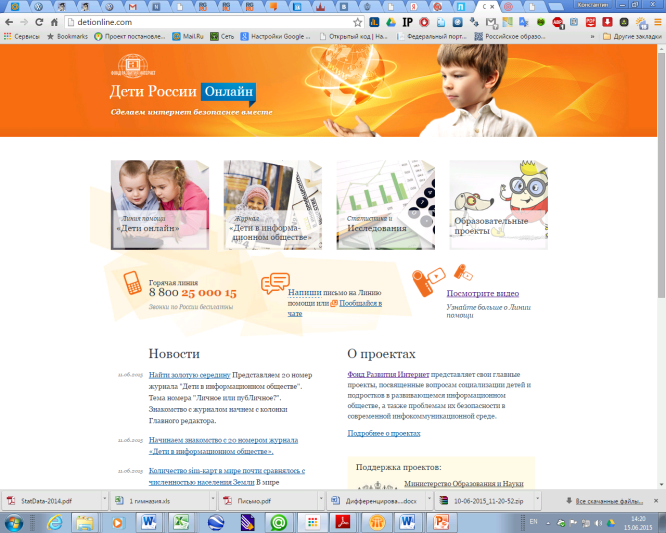 Константин
detionline.com
Сервисы
Bookmarks
Проект постановле...
Mail.Ru
Сеть
Настройки Google ...
Открытый код | На...
Федеральный порт...
Российское образо...
Другие закладки
ФОНД РАЗВИТИЯ ИНТЕРНЕТ
Дети России Онлайн
Сделаем интернет безопаснее вместе
Линия помощи
«Дети онлайн»
Журнал
«Дети в информа-
ционном обществе»
Статистика и
Исследования
Образовательные
проекты
Горячая линия
8 800 25 000 15
Звонки по России бесплатны
Напиши письмо на Линию
помощи или Пообщайся в
чате
Посмотрите видео
Узнайте больше о Линии
помощи
Новости
11.06.2015 Найти золотую середину Представляем 20 номер
журнала "Дети в информационном обществе".
Тема номера "Личное или публичное?".
Знакомство с журналом начнем с колонки
Главного редактора.
11.06.2015 Начинаем знакомство с 20 номером журнала
«Дети в информационном обществе».
11.06.2015 Количество sim-карт в мире почти сравнялось с
численностью населения Земли В мире
О проектах
Фонд Развития Интернет представляет свои главные
проекты, посвященные вопросам социализации детей и
подростков в развивающемся информационном
обществе, а также проблемам их безопасности в
современной инфокоммуникационной среде.
Подробнее о проектах
Поддержка проектов:
Министерство Образования и Науки
StatData-2014.pdf
1 гимназия.xls
Письмо.pdf
Дифференцирова....docx
10-06-2015_11-20-52.zip
Все скачанные файлы...
EN
14:20
15.06.2015